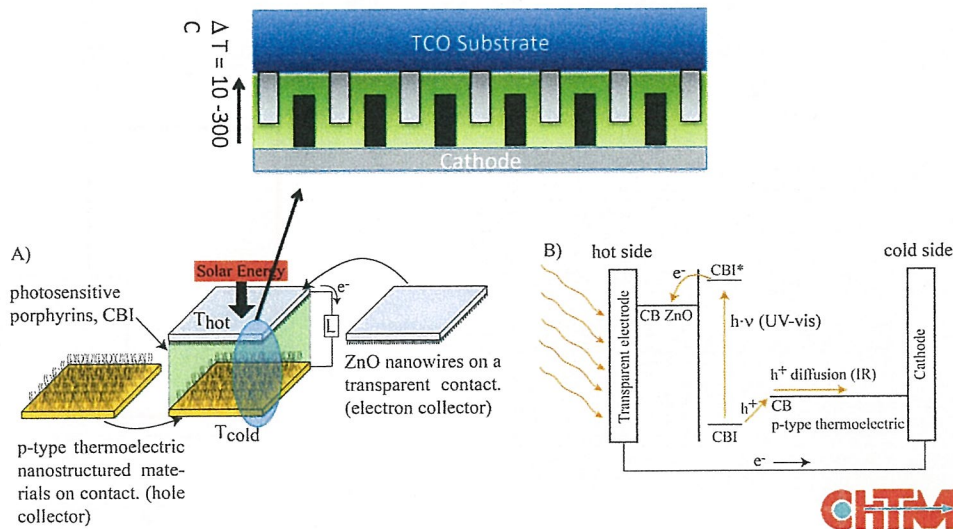 TCO Substrate
Δ T = 10 -300
C
Cathode
A)
Solar Energy
e-
photosensitive
porphyrins, CBI
Thot
L
ZnO nanowires on a
transparent contact.
(electron collector)
Tcold
p-type thermoelectric
nanostructured mate-
rials on contact. (hole
collector)
B)
hot side
cold side
e-
CBI*
CB ZnO
Transparent electrode
h·ν (UV-vis)
Cathode
h+ diffusion (IR)
h+
CB
p-type thermoelectric
CBI
e-
CHTM